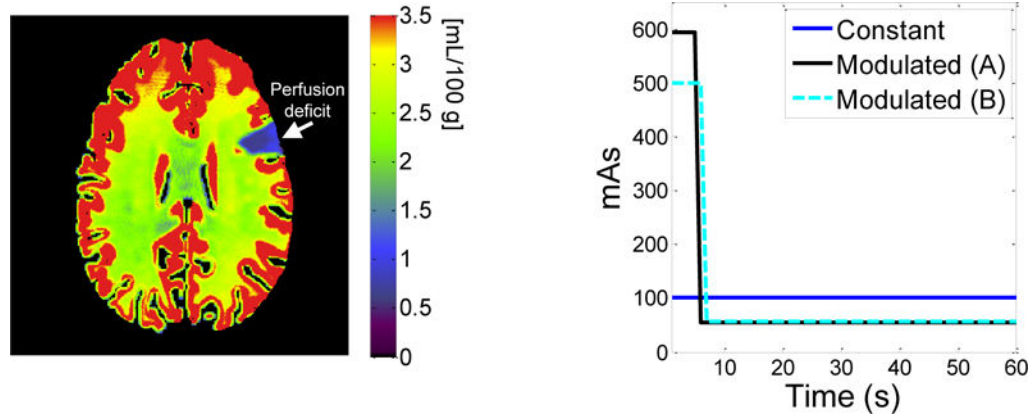 Perfusion
deficit
3.5
3
2.5
2
1.5
1
0.5
0
[mL/100 g]
600
500
400
300
200
100
0
mAs
Constant
Modulated (A)
Modulated (B)
10 20 30 40 50 60
Time (s)